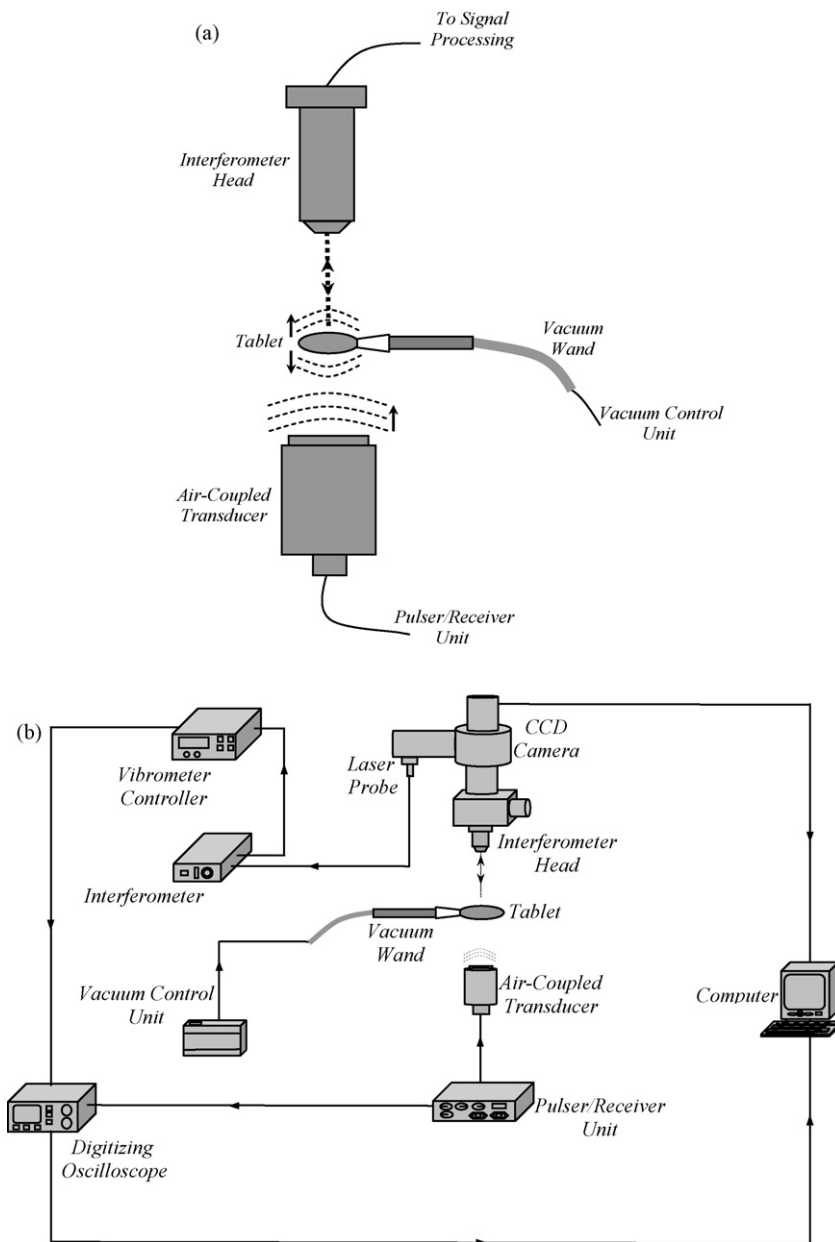 (a)
To Signal
Processing
Interferometer
Head
Tablet
Vacuum
Wand
Vacuum Control
Unit
Air-Coupled
Transducer
Pulser/Receiver
Unit
(b)
Vibrometer
Controller
CCD
Camera
Laser
Probe
Interferometer
Head
Interferometer
Tablet
Vacuum
Wand
Vacuum Control
Unit
Air-Coupled
Transducer
Computer
Pulser/Receiver
Unit
Digitizing
Oscilloscope